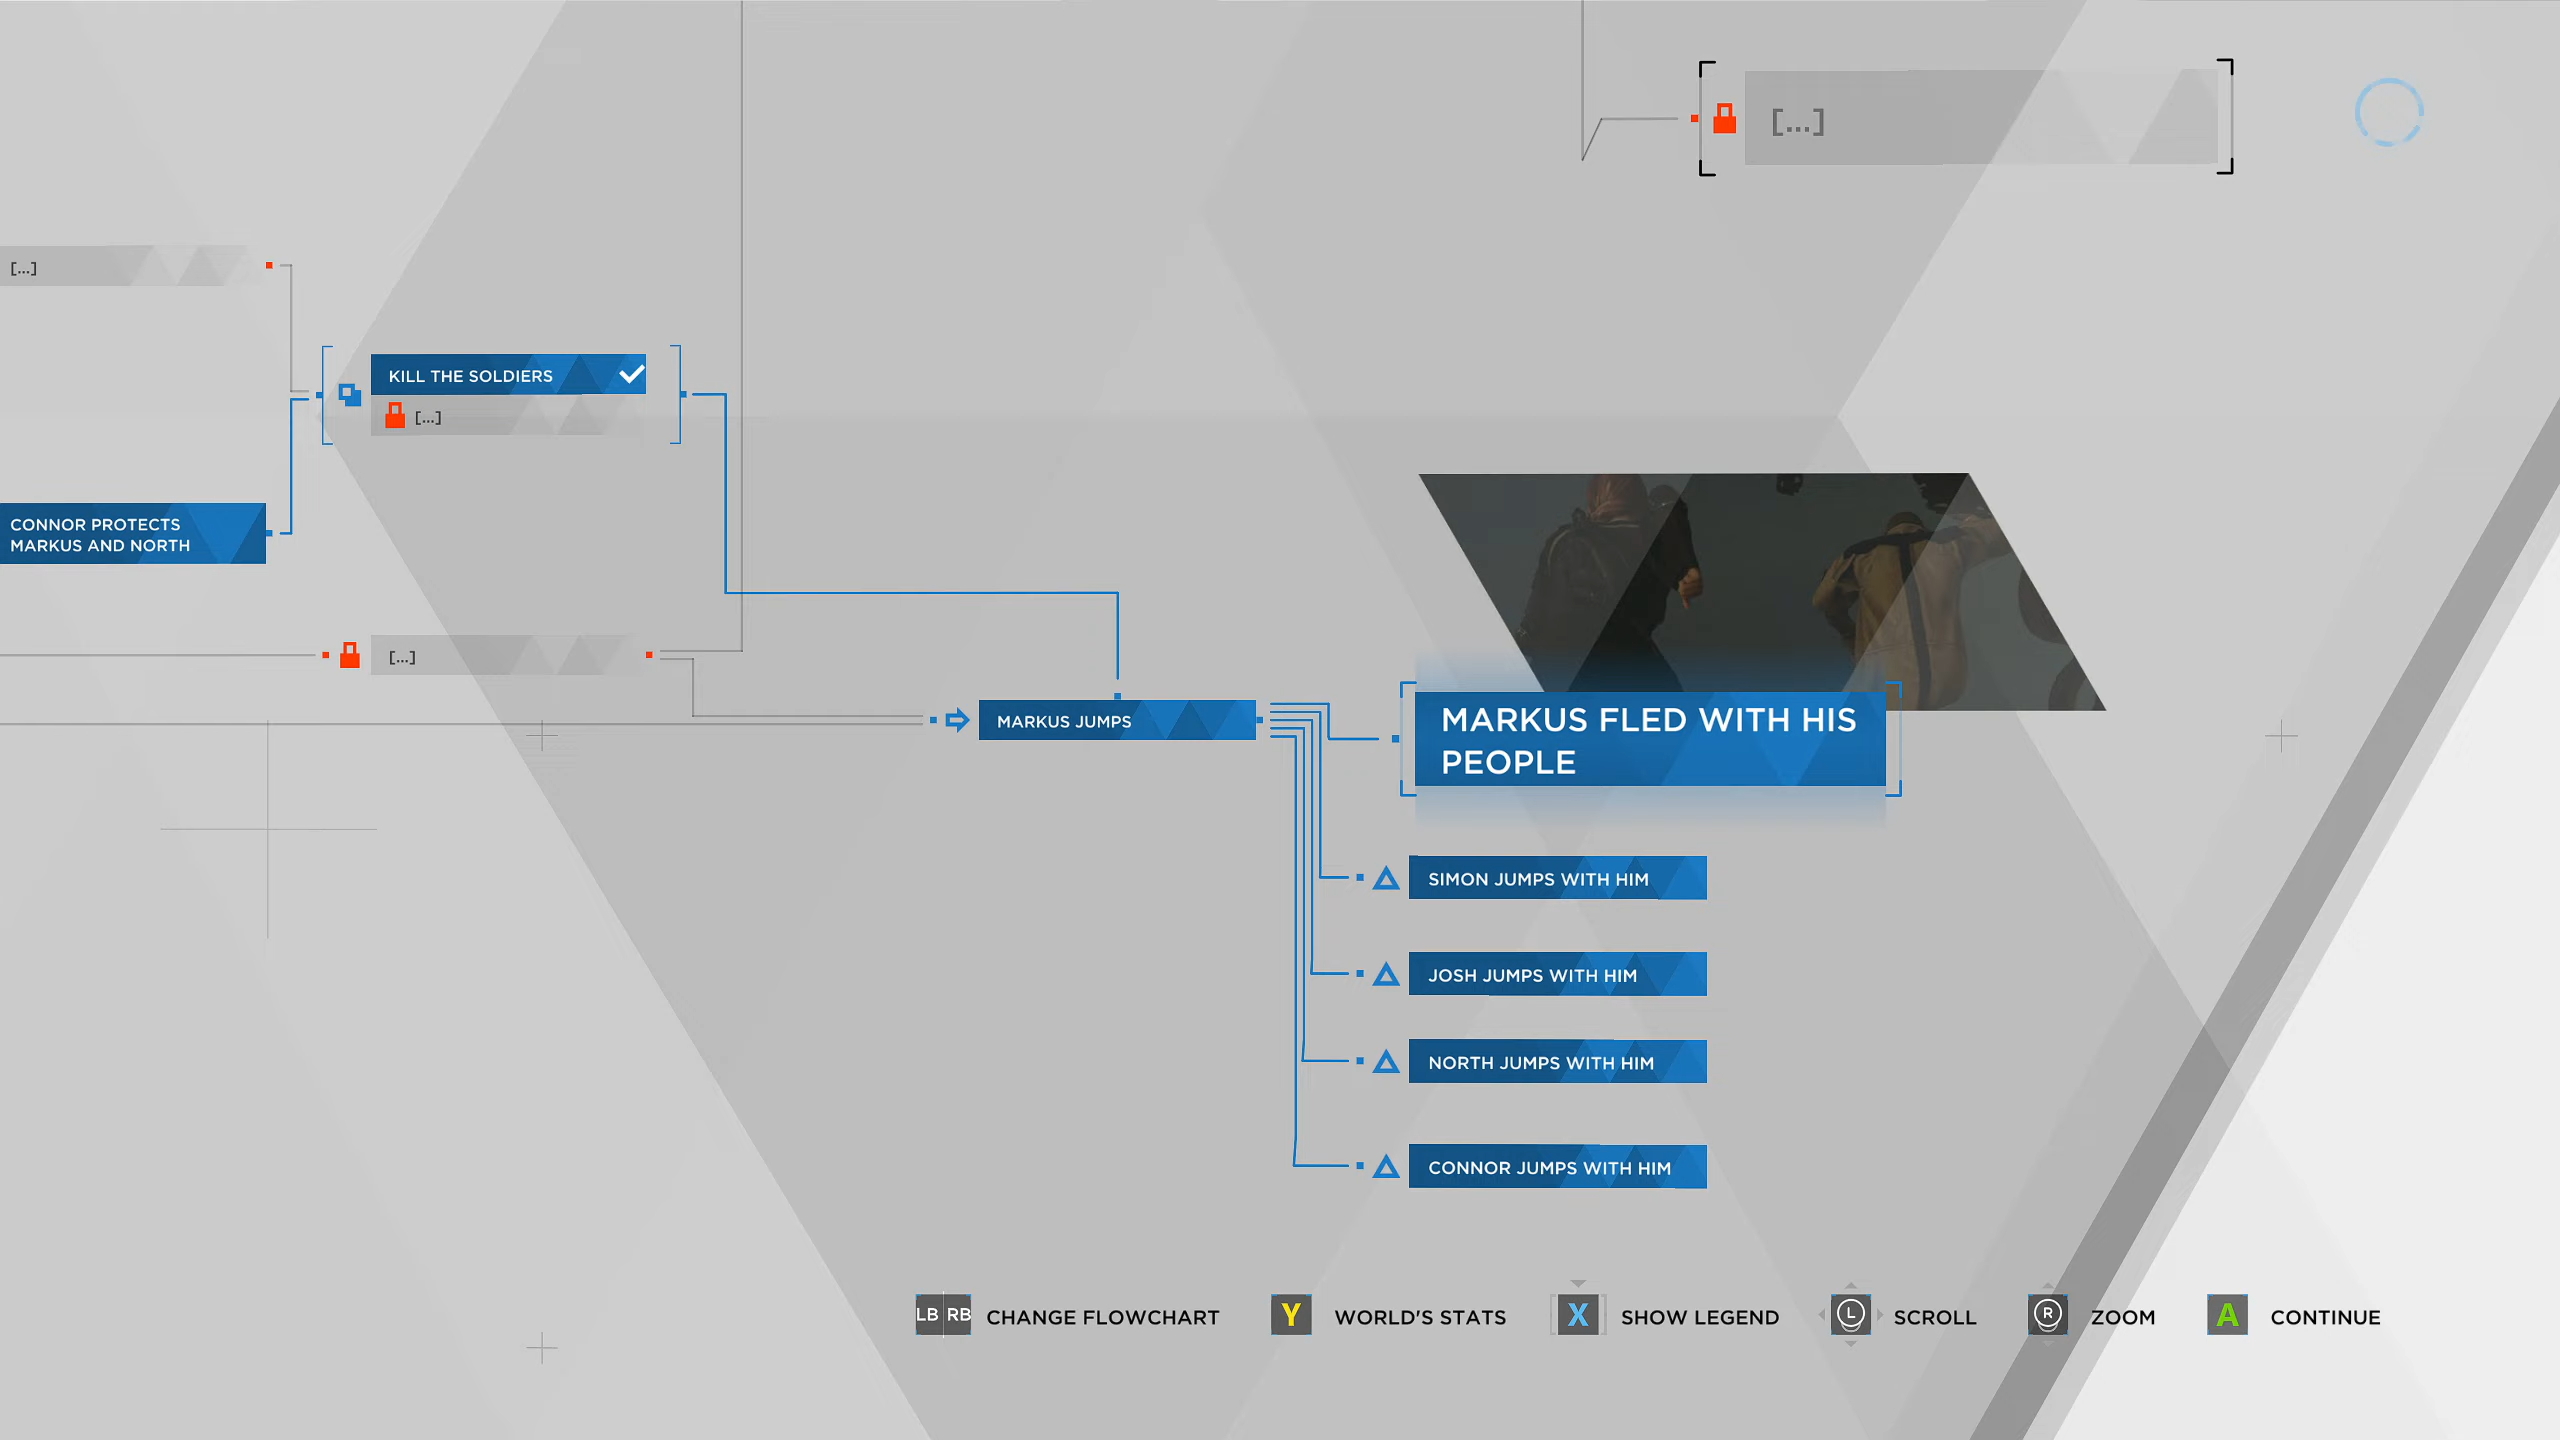 [...]
[...]
KILL THE SOLDIERS
[...]
CONNOR PROTECTS
MARKUS AND NORTH
[...]
MARKUS JUMPS
MARKUS FLED WITH HIS
PEOPLE
SIMON JUMPS WITH HIM
JOSH JUMPS WITH HIM
NORTH JUMPS WITH HIM
CONNOR JUMPS WITH HIM
LB RB CHANGE FLOWCHART Y WORLD'S STATS X SHOW LEGEND L SCROLL R ZOOM A CONTINUE